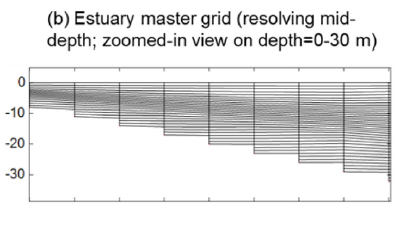 (b) Estuary master grid (resolving mid-
depth; zoomed-in view on depth=0-30 m)
0
-10
-20
-30